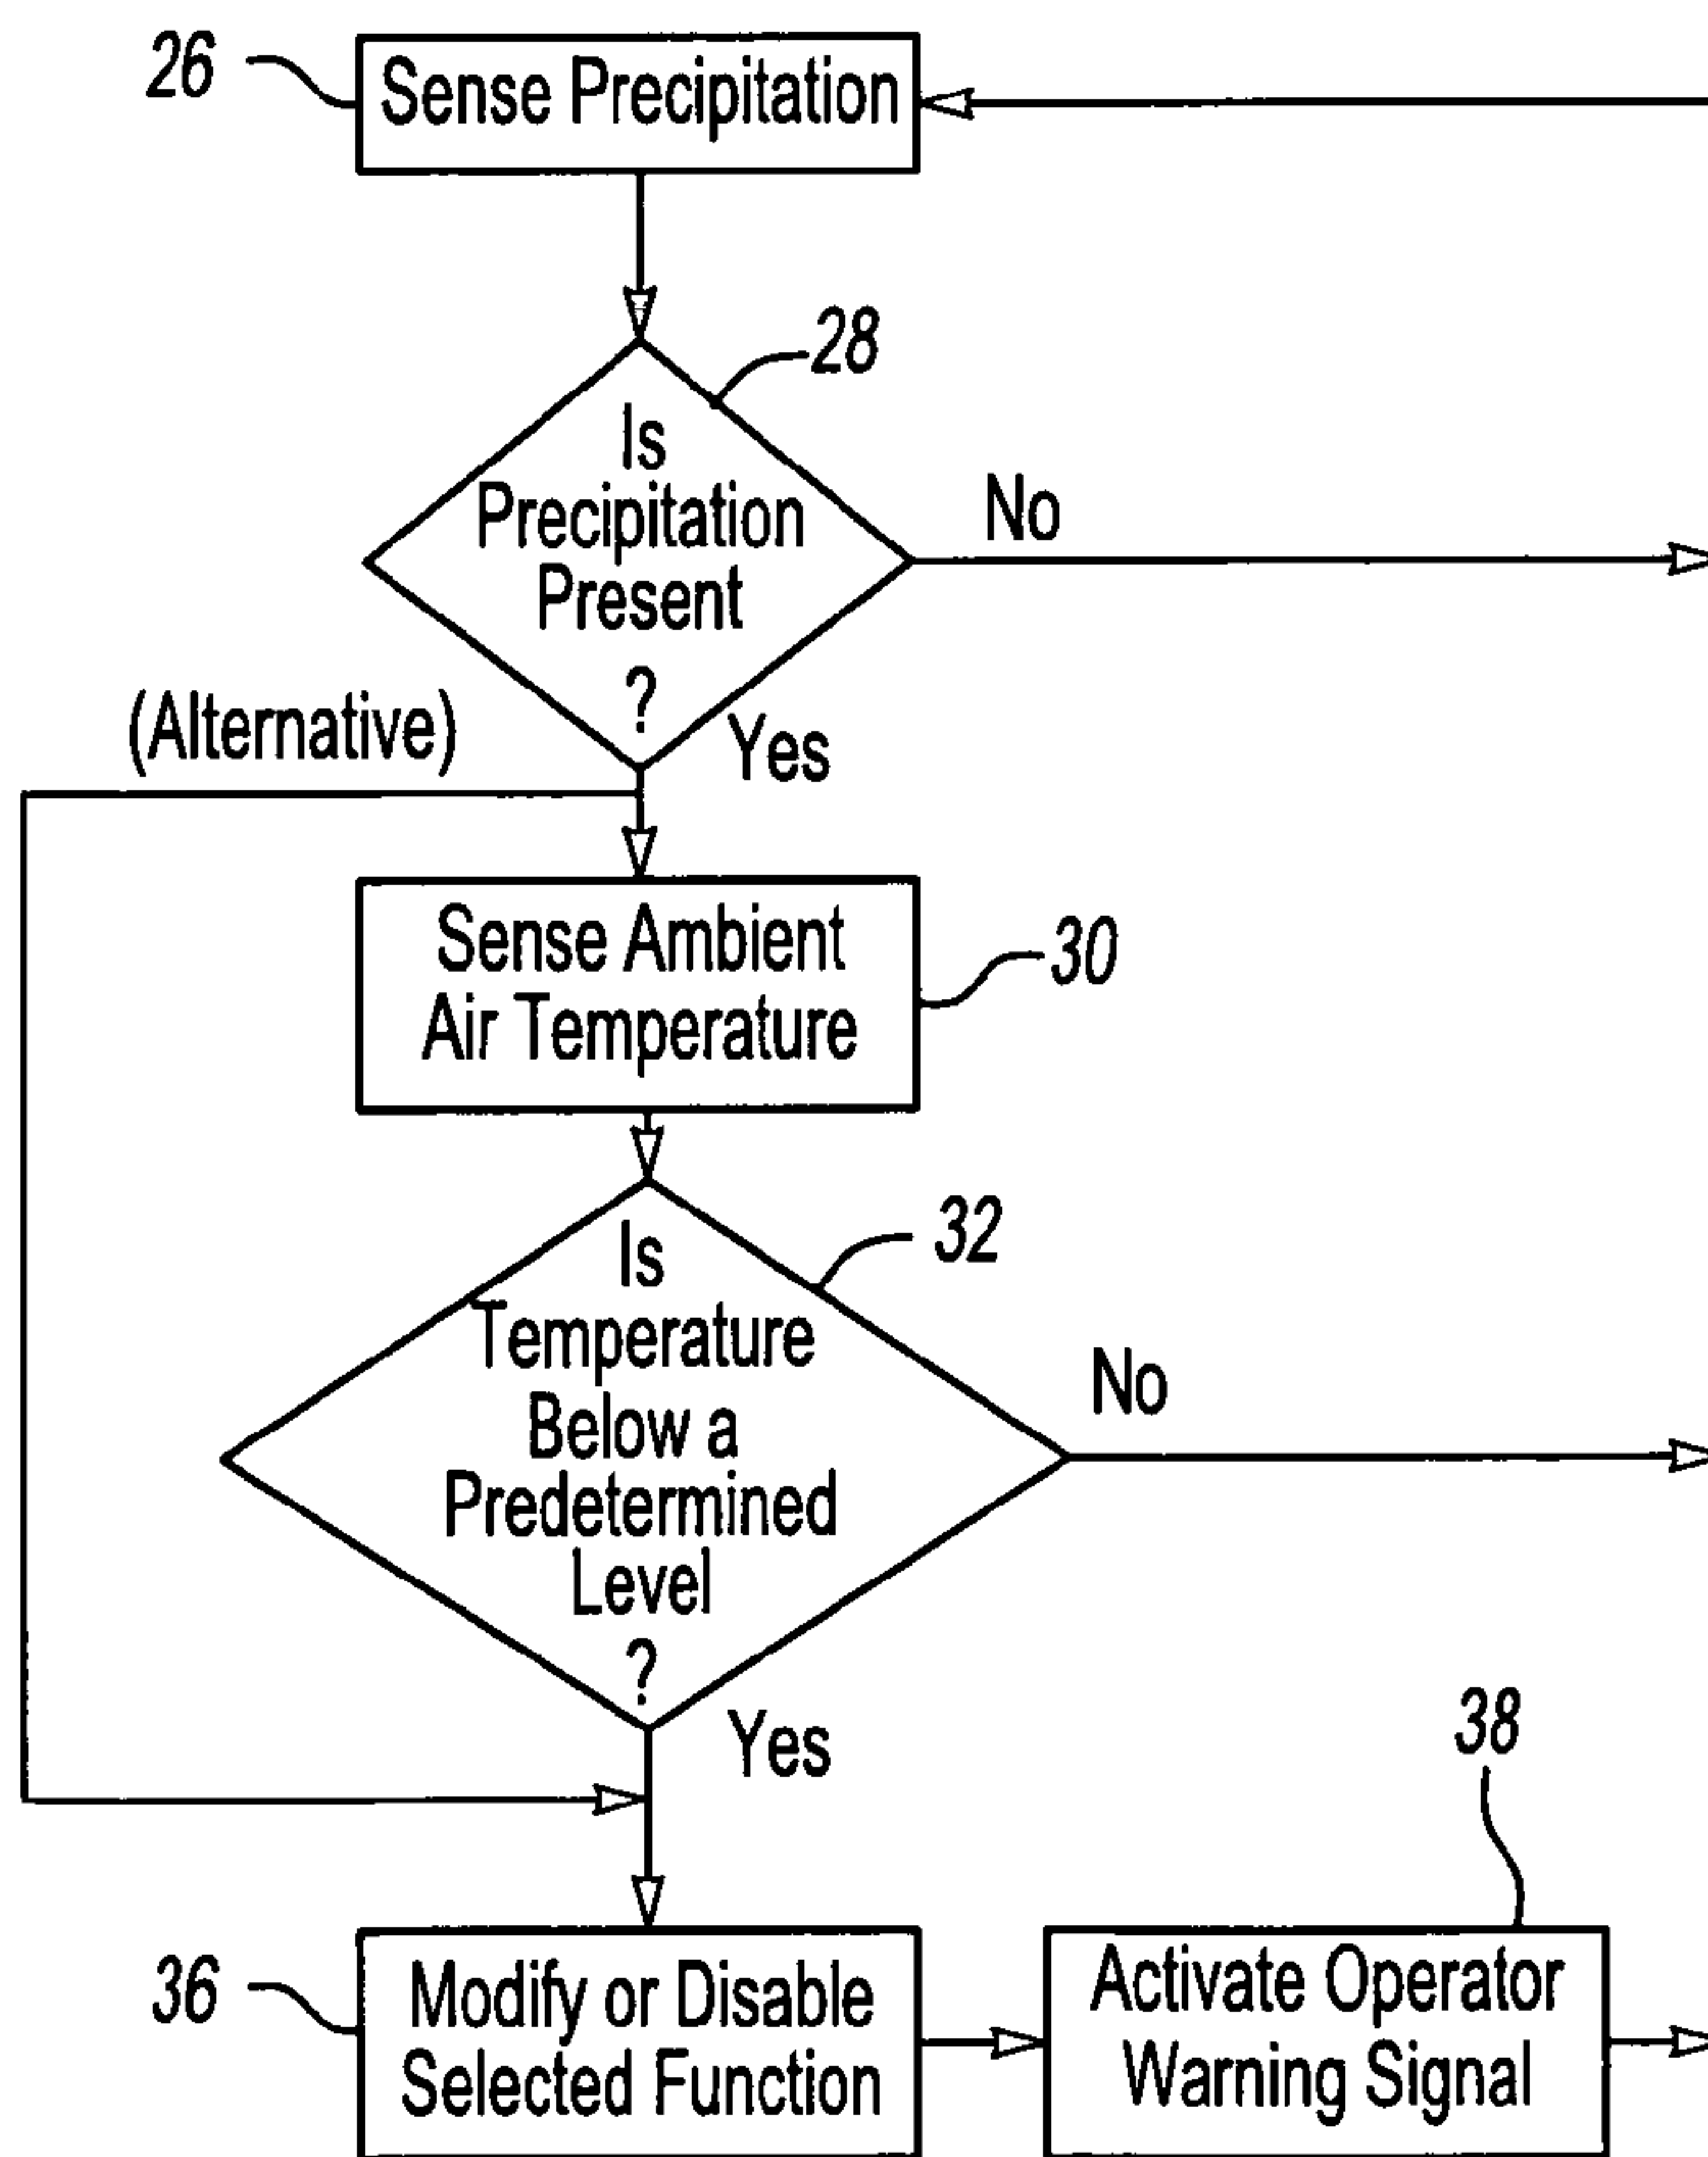 26
Sense Precipitation
28
Is
Precipitation
Present
?
No
(Alternative)
Yes
Sense Ambient
Air Temperature
30
32
Is
Temperature
Below a
Predetermined
Level
?
No
Yes
38
36
Modify or Disable
Selected Function
Activate Operator
Warning Signal